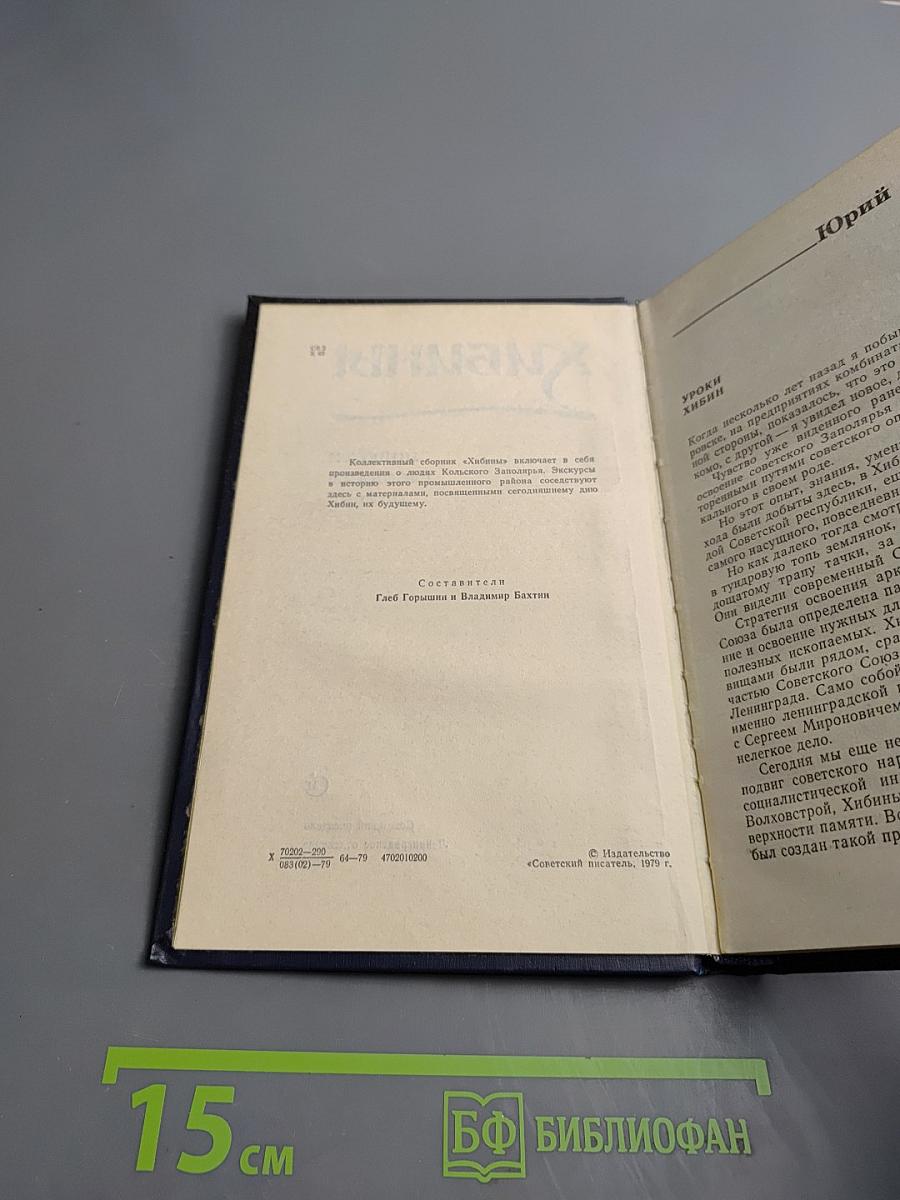 Коллективный сборник «Хибины» включает в себя
произведения о людях Кольского Заполярья. Экскурсы
в историю этого промышленного района соседствуют
здесь с материалами, посвященными сегодняшнему дню
Хибин, их будущему.
Составители
Глеб Горышин и Владимир Бахтин
Х 70202—290 / 083(02)—79 64—79 4702010200
© Издательство
«Советский писатель, 1979 г.
Юрий
УРОКИ
ХИБИН
Когда несколько лет назад я побы
ровске, на предприятиях комбинат
ной стороны, показалось, что это
комо, с другой — я увидел новое, д
Чувство уже виденного ране
освоение советского Заполярья
торенными путями советского оп
кального в своем роде.
Но этот опыт, знания, умен
хода были добыты здесь, в Хиб
дой Советской республики, ещ
самого насущного, повседневн
Но как далеко тогда смотр
в тундровую топь землянок,
дощатому трапу тачки, за
Они видели современный С
Стратегия освоения арк
Союза была определена па
ние и освоение нужных дл
полезных ископаемых. Хи
вищами были рядом, сра
частью Советского Союз
Ленинграда. Само собой
именно ленинградской п
с Сергеем Мироновичем
нелегкое дело.
Сегодня мы еще не
подвиг советского нар
социалистической ин
Волховстрой, Хибины
верхности памяти. Во
был создан такой пр
15 см
БФ БИБЛИОФАН